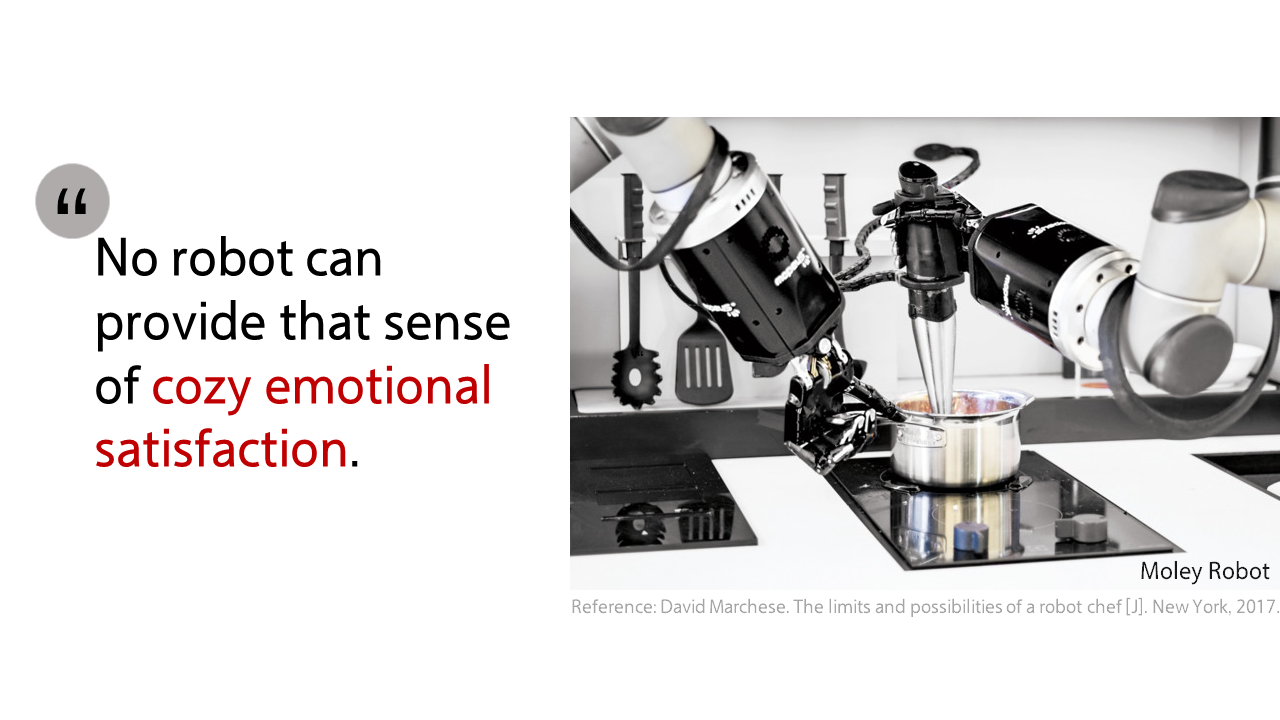 “
No robot can
provide that sense
of cozy emotional
satisfaction.
Moley Robot
Reference: David Marchese. The limits and possibilities of a robot chef [J]. New York, 2017.